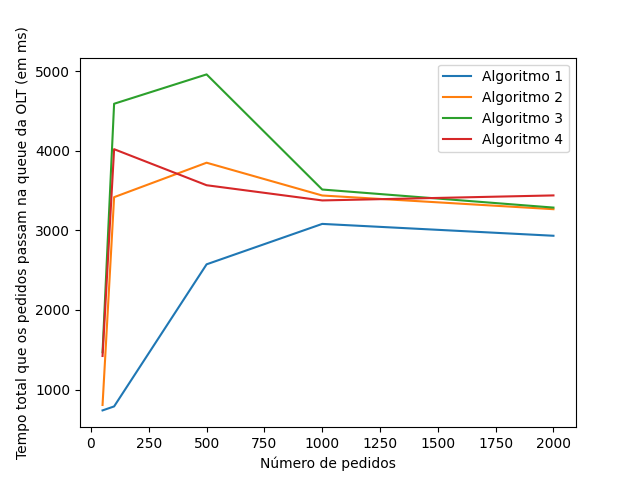 Tempo total que os pedidos passam na queue da OLT (em ms)
5000
4000
3000
2000
1000
Algoritmo 1
Algoritmo 2
Algoritmo 3
Algoritmo 4
0 250 500 750 1000 1250 1500 1750 2000
Número de pedidos